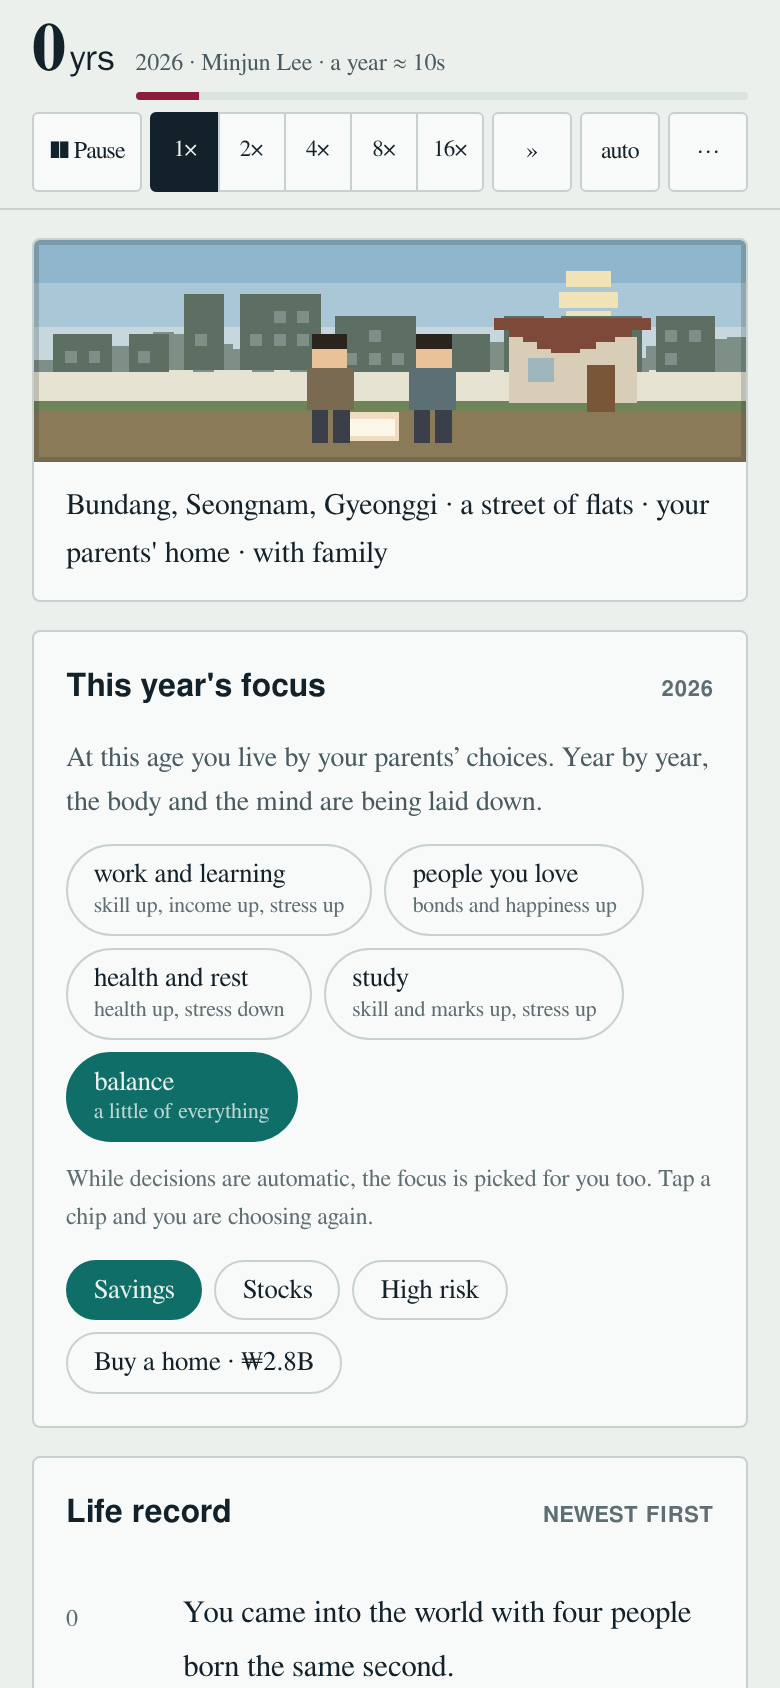 0 yrs 2026 · Minjun Lee · a year ≈ 10s
Pause 1× 2× 4× 8× 16× » auto ...
Bundang, Seongnam, Gyeonggi · a street of flats · your
parents' home · with family
This year's focus 2026
At this age you live by your parents’ choices. Year by year,
the body and the mind are being laid down.
work and learning people you love
skill up, income up, stress up bonds and happiness up
health and rest study
health up, stress down skill and marks up, stress up
balance
a little of everything
While decisions are automatic, the focus is picked for you too. Tap a
chip and you are choosing again.
Savings Stocks High risk
Buy a home · ₩2.8B
Life record NEWEST FIRST
0 You came into the world with four people
born the same second.